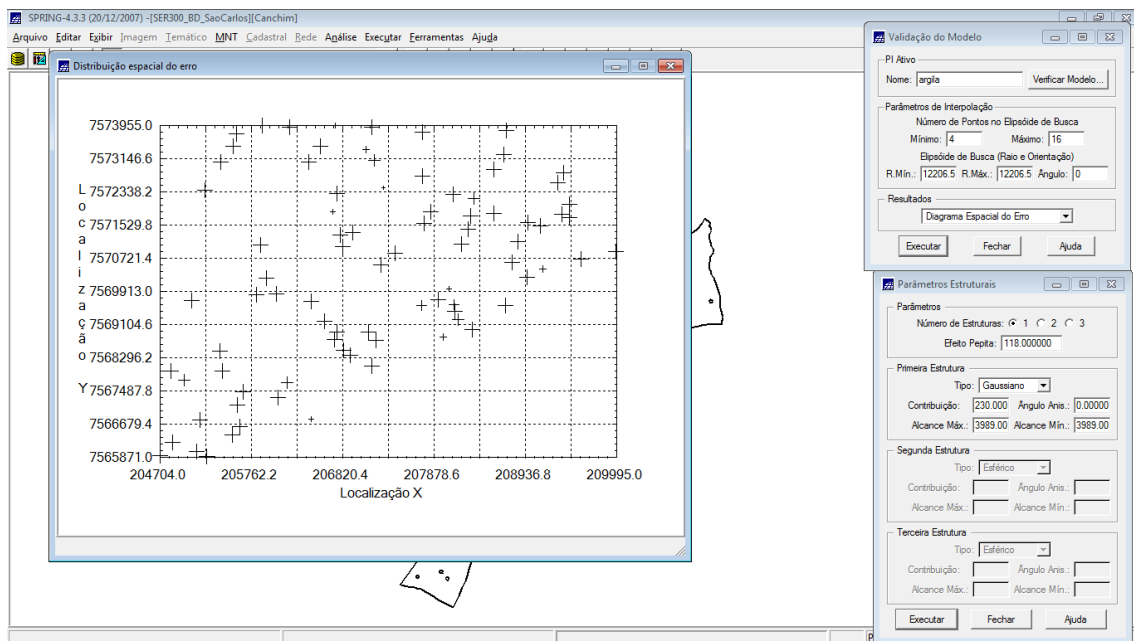 SPRING-4.3.3 (20/12/2007) -[SER300_BD_SaoCarlos][Canchim]
Arquivo Editar Exibir Imagem Temático MNT Cadastral Rede Análise Executar Ferramentas Ajuda
Distribuição espacial do erro
7573955.0
7573146.6
7572338.2
7571529.8
7570721.4
7569913.0
7569104.6
7568296.2
7567487.8
7566679.4
7565871.0
Localização Y
204704.0 205762.2 206820.4 207878.6 208936.8 209995.0
Localização X
Validação do Modelo
PI Ativo
Nome: argila Verificar Modelo...
Parâmetros de Interpolação
Número de Pontos no Elipsóide de Busca
Mínimo: 4 Máximo: 16
Elipsóide de Busca (Raio e Orientação)
R.Mín.: 12206.5 R.Máx.: 12206.5 Ângulo: 0
Resultados
Diagrama Espacial do Erro
Executar Fechar Ajuda
Parâmetros Estruturais
Parâmetros
Número de Estruturas: 1 2 3
Efeito Pepita: 118.000000
Primeira Estrutura
Tipo: Gaussiano
Contribuição: 230.000 Ângulo Anis.: 0.00000
Alcance Máx.: 3989.00 Alcance Mín.: 3989.00
Segunda Estrutura
Tipo: Esférico
Contribuição: Ângulo Anis.:
Alcance Máx.: Alcance Mín.:
Terceira Estrutura
Tipo: Esférico
Contribuição: Ângulo Anis.:
Alcance Máx.: Alcance Mín.:
Executar Fechar Ajuda
P